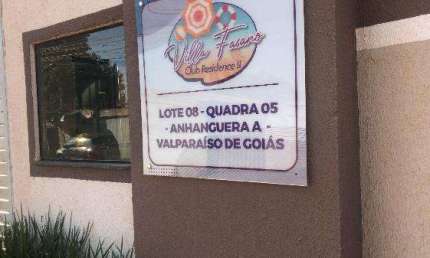 Villa Fasano
Club Residence II
LOTE 08 - QUADRA 05
- ANHANGUERA A -
VALPARAÍSO DE GOIÁS